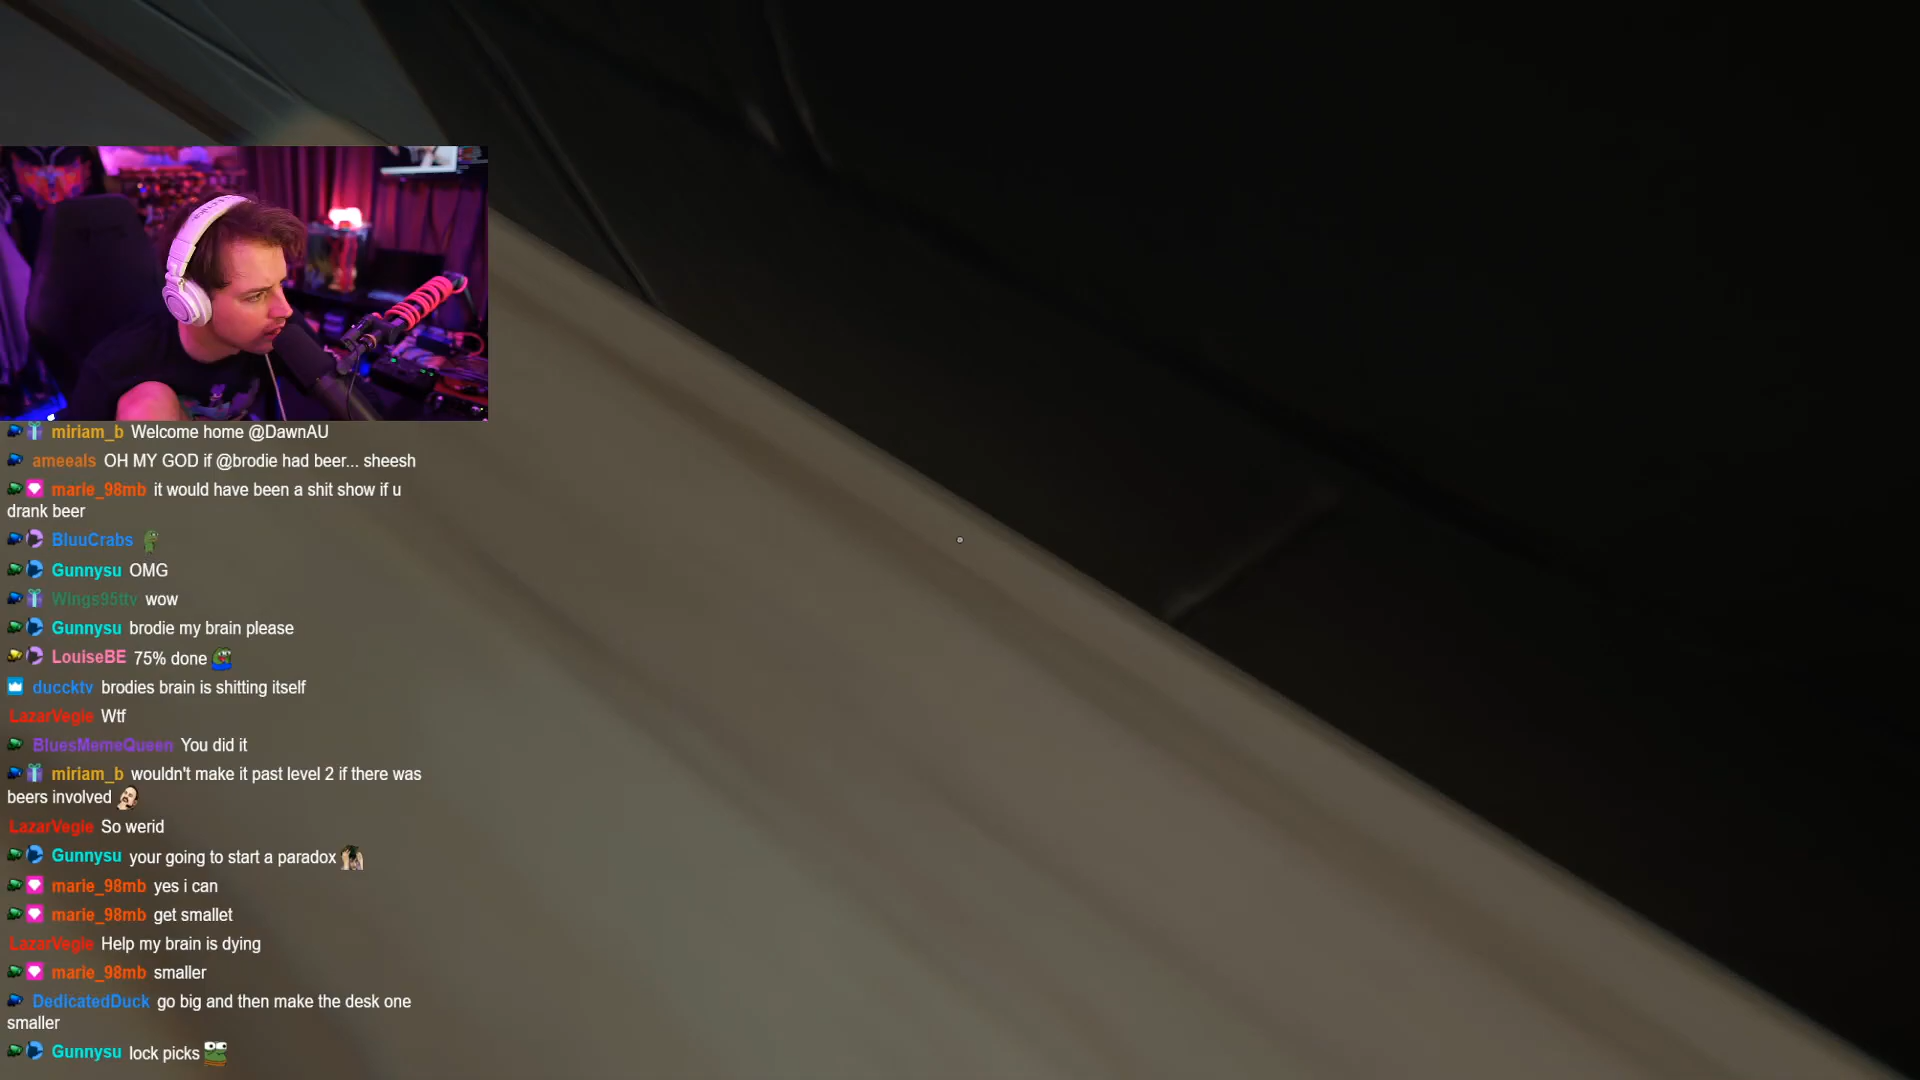 miriam_b Welcome home @DawnAU
ameeals OH MY GOD if @brodie had beer... sheesh
marie_98mb it would have been a shit show if u
drank beer
BluuCrabs
Gunnysu OMG
Wings95ttv wow
Gunnysu brodie my brain please
LouiseBE 75% done
duccktv brodies brain is shitting itself
LazarVegie Wtf
BluesMemeQueen You did it
miriam_b wouldn't make it past level 2 if there was
beers involved
LazarVegie So werid
Gunnysu your going to start a paradox
marie_98mb yes i can
marie_98mb get smallet
LazarVegie Help my brain is dying
marie_98mb smaller
DedicatedDuck go big and then make the desk one
smaller
Gunnysu lock picks